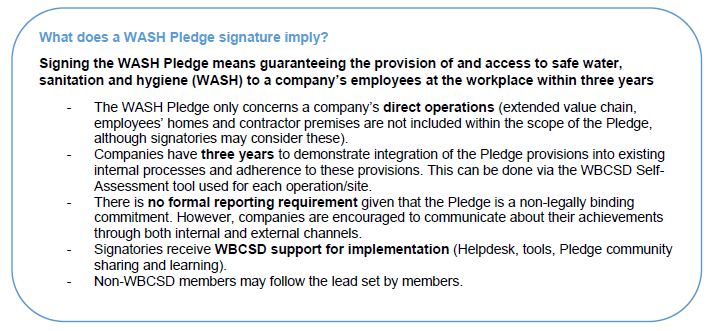 What does a WASH Pledge signature imply?
Signing the WASH Pledge means guaranteeing the provision of and access to safe water,
sanitation and hygiene (WASH) to a company's employees at the workplace within three years
- The WASH Pledge only concerns a company's direct operations (extended value chain,
employees' homes and contractor premises are not included within the scope of the Pledge,
although signatories may consider these).
- Companies have three years to demonstrate integration of the Pledge provisions into existing
internal processes and adherence to these provisions. This can be done via the WBCSD Self-
Assessment tool used for each operation/site.
- There is no formal reporting requirement given that the Pledge is a non-legally binding
commitment. However, companies are encouraged to communicate about their achievements
through both internal and external channels.
- Signatories receive WBCSD support for implementation (Helpdesk, tools, Pledge community
sharing and learning).
- Non-WBCSD members may follow the lead set by members.